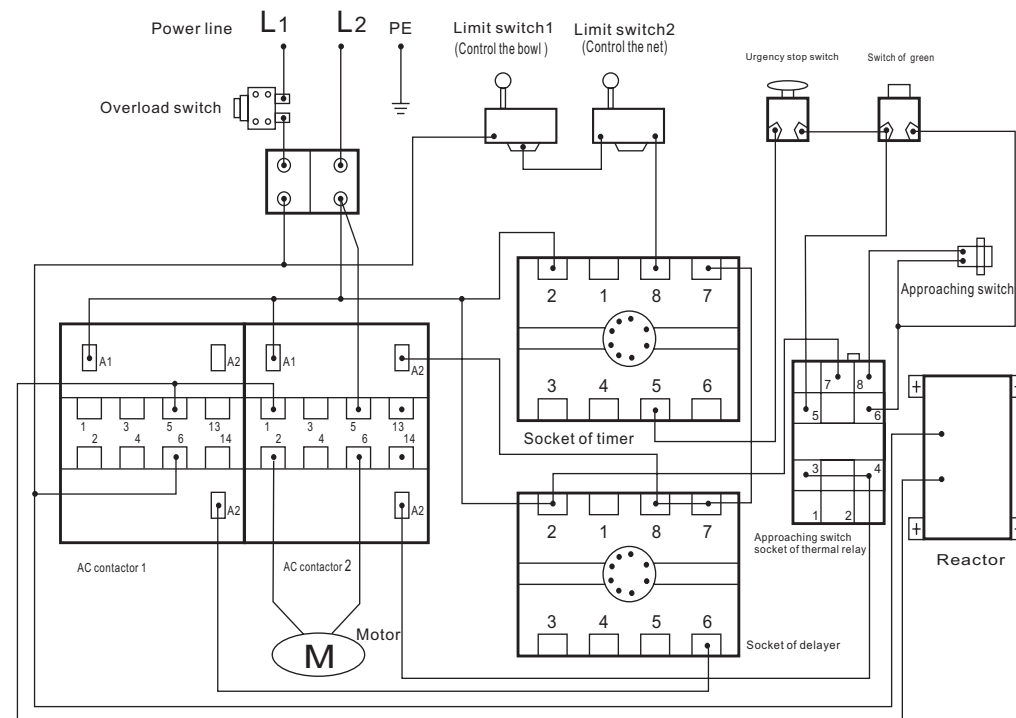 Power line L1 L2 PE
Limit switch1 Limit switch2
(Control the bowl ) (Control the net)
Urgency stop switch Switch of green
Overload switch
Approaching switch
2 1 8 7
3 4 5 6
Socket of timer
A1 A2 A1 A2
1 3 5 13 1 3 5 13
2 4 6 14 2 4 6 14
A2 A2
AC contactor 1 AC contactor 2
7 8
5 6
3 4
1 2
Approaching switch
socket of thermal relay
+ +
+ +
Reactor
2 1 8 7
3 4 5 6
Socket of delayer
Motor
M